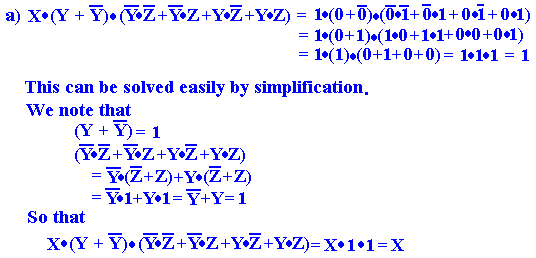 a) X•(Y + Y̅)•(Y̅•Z̅+Y̅•Z+Y•Z̅+Y•Z) = 1•(0+0̅)•(0̅•1̅+0̅•1+0•1̅+0•1)
= 1•(0+1)•(1•0+1•1+0•0+0•1)
= 1•(1)•(0+1+0+0) = 1•1•1 = 1
This can be solved easily by simplification.
We note that
(Y + Y̅) = 1
(Y̅•Z̅+Y̅•Z+Y•Z̅+Y•Z)
= Y̅•(Z̅+Z)+Y•(Z̅+Z)
= Y̅•1+Y•1 = Y̅+Y = 1
So that
X•(Y + Y̅)•(Y̅•Z̅+Y̅•Z+Y•Z̅+Y•Z) = X•1•1 = X